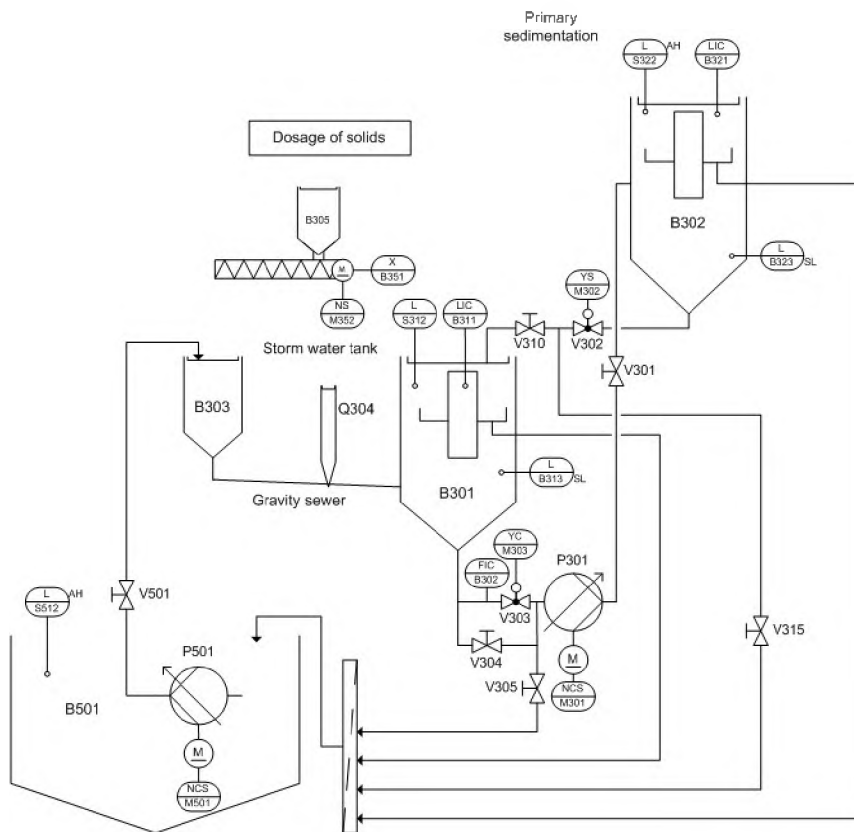 Primary
sedimentation
L
AH
S322
LIC
B321
Dosage of solids
B305
B302
M
X
B351
L
B323
SL
YS
M302
NS
M352
L
S312
LIC
B311
V310
V302
Storm water tank
V301
B303
Q304
L
B313
SL
Gravity sewer
B301
YC
M303
FIC
B302
P301
V303
L
AH
S512
V501
V304
V315
M
P501
V305
NCS
M301
B501
M
NCS
M501